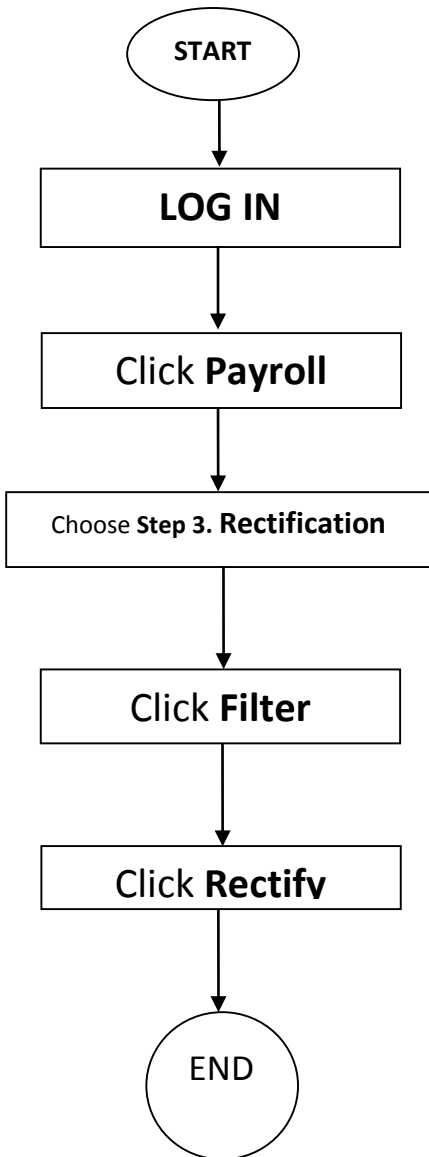 START
LOG IN
Click Payroll
Choose Step 3. Rectification
Click Filter
Click Rectify
END